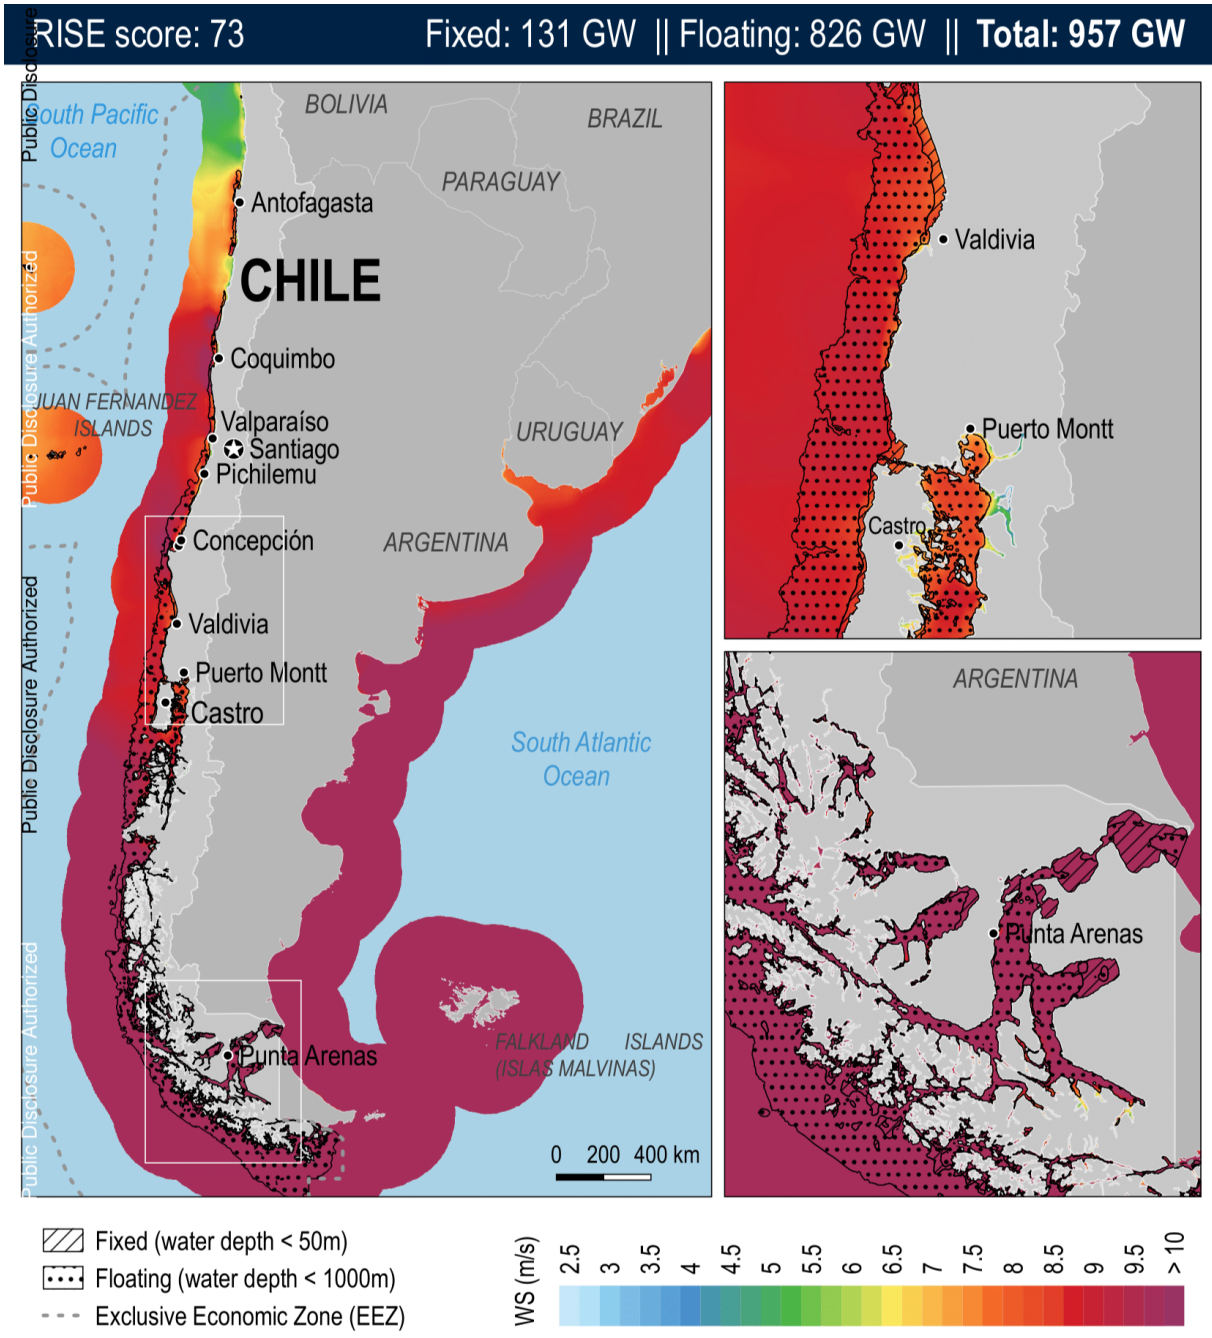 RISE score: 73
Fixed: 131 GW || Floating: 826 GW || Total: 957 GW
Public Disclosure Authorized
Public Disclosure Authorized
Public Disclosure Authorized
Public Disclosure
South Pacific
Ocean
BOLIVIA
BRAZIL
PARAGUAY
Antofagasta
CHILE
Coquimbo
JUAN FERNANDEZ
ISLANDS
Valparaíso
Santiago
Pichilemu
URUGUAY
Concepción
ARGENTINA
Valdivia
Puerto Montt
Castro
South Atlantic
Ocean
FALKLAND ISLANDS
(ISLAS MALVINAS)
Punta Arenas
0 200 400 km
Valdivia
Puerto Montt
Castro
ARGENTINA
Punta Arenas
Fixed (water depth < 50m)
Floating (water depth < 1000m)
Exclusive Economic Zone (EEZ)
WS (m/s)
2.5 3 3.5 4 4.5 5 5.5 6 6.5 7 7.5 8 8.5 9 9.5 > 10